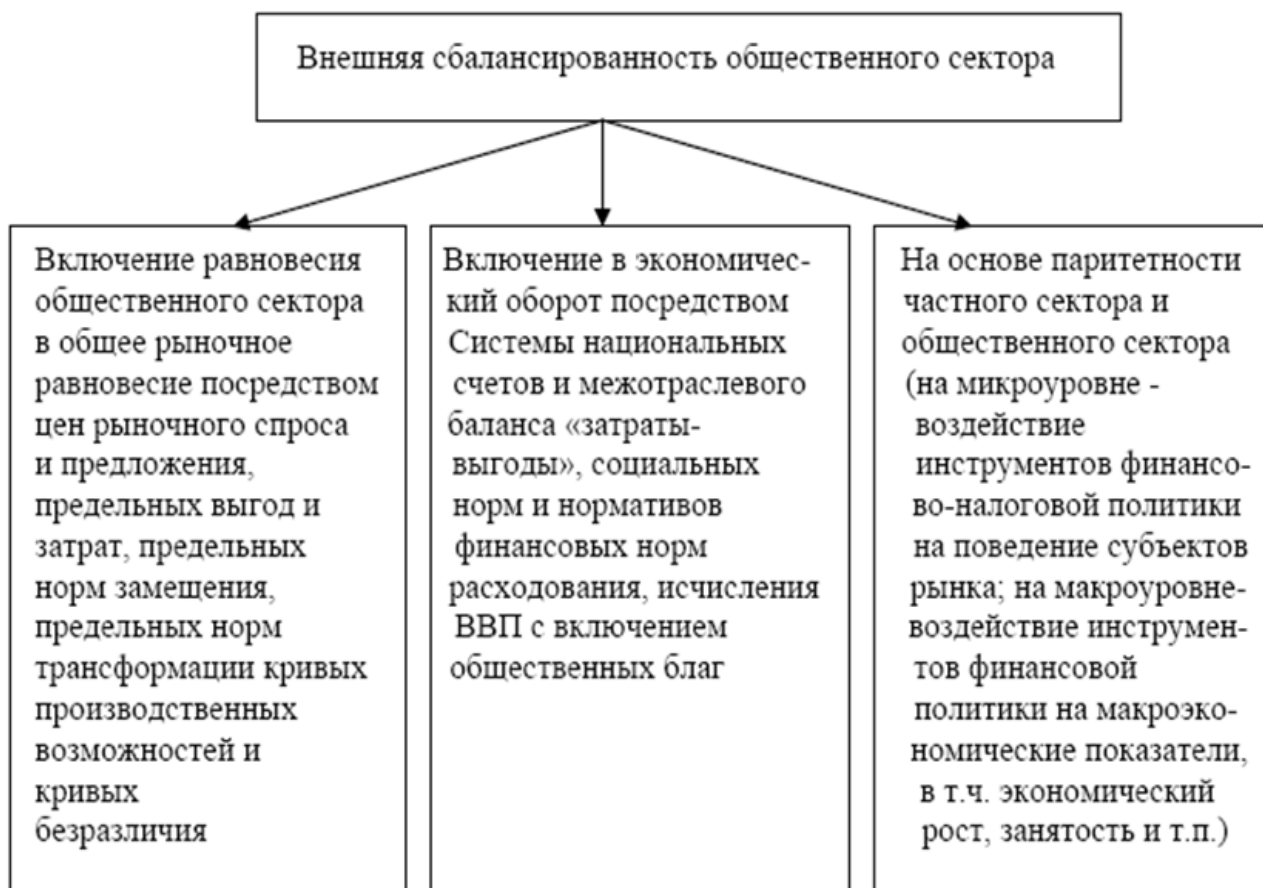 Внешняя сбалансированность общественного сектора
Включение равновесия
общественного сектора
в общее рыночное
равновесие посредством
цен рыночного спроса
и предложения,
предельных выгод и
затрат, предельных
норм замещения,
предельных норм
трансформации кривых
производственных
возможностей и
кривых
безразличия
Включение в экономичес-
кий оборот посредством
Системы национальных
счетов и межотраслевого
баланса «затраты-
выгоды», социальных
норм и нормативов
финансовых норм
расходования, исчисления
ВВП с включением
общественных благ
На основе паритетности
частного сектора и
общественного сектора
(на микроуровне -
воздействие
инструментов финансо-
во-налоговой политики
на поведение субъектов
рынка; на макроуровне-
воздействие инструмен-
тов финансовой
политики на макроэко-
номические показатели,
в т.ч. экономический
рост, занятость и т.п.)